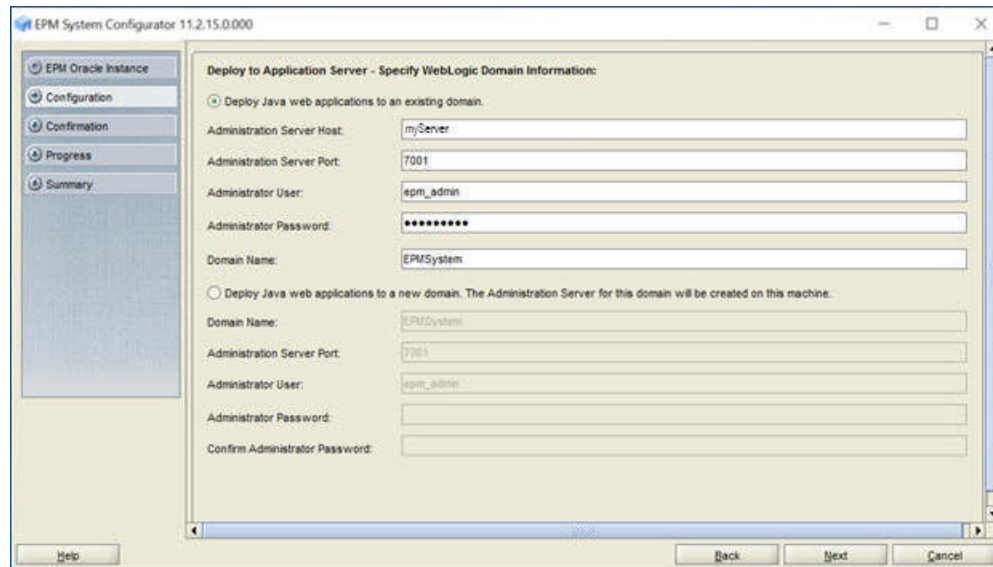 EPM System Configurator 11.2.15.0.000
EPM Oracle Instance
Configuration
Confirmation
Progress
Summary
Deploy to Application Server - Specify WebLogic Domain Information:
Deploy Java web applications to an existing domain.
Administration Server Host: myServer
Administration Server Port: 7001
Administrator User: epm_admin
Administrator Password: •••••••••
Domain Name: EPMSystem
Deploy Java web applications to a new domain. The Administration Server for this domain will be created on this machine.
Domain Name: EPMSystem
Administration Server Port: 7001
Administrator User: epm_admin
Administrator Password:
Confirm Administrator Password:
Help Back Next Cancel